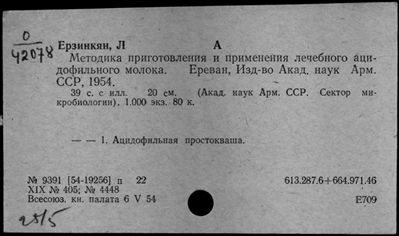 О
42078
Ерзинкян, Л А
Методика приготовления и применения лечебного аци-
дофильного молока. Ереван, Изд-во Акад. наук Арм.
ССР, 1954.
39 с. с илл. 20 см. (Акад. наук Арм. ССР. Сектор ми-
кробиологии). 1.000 экз. 80 к.
— — 1. Ацидофильная простокваша.
№ 9391 [54-19256] п 22 613.287.6+664.971.46
XIX № 405; № 4448
Всесоюз. кн. палата 6 V 54 Е709